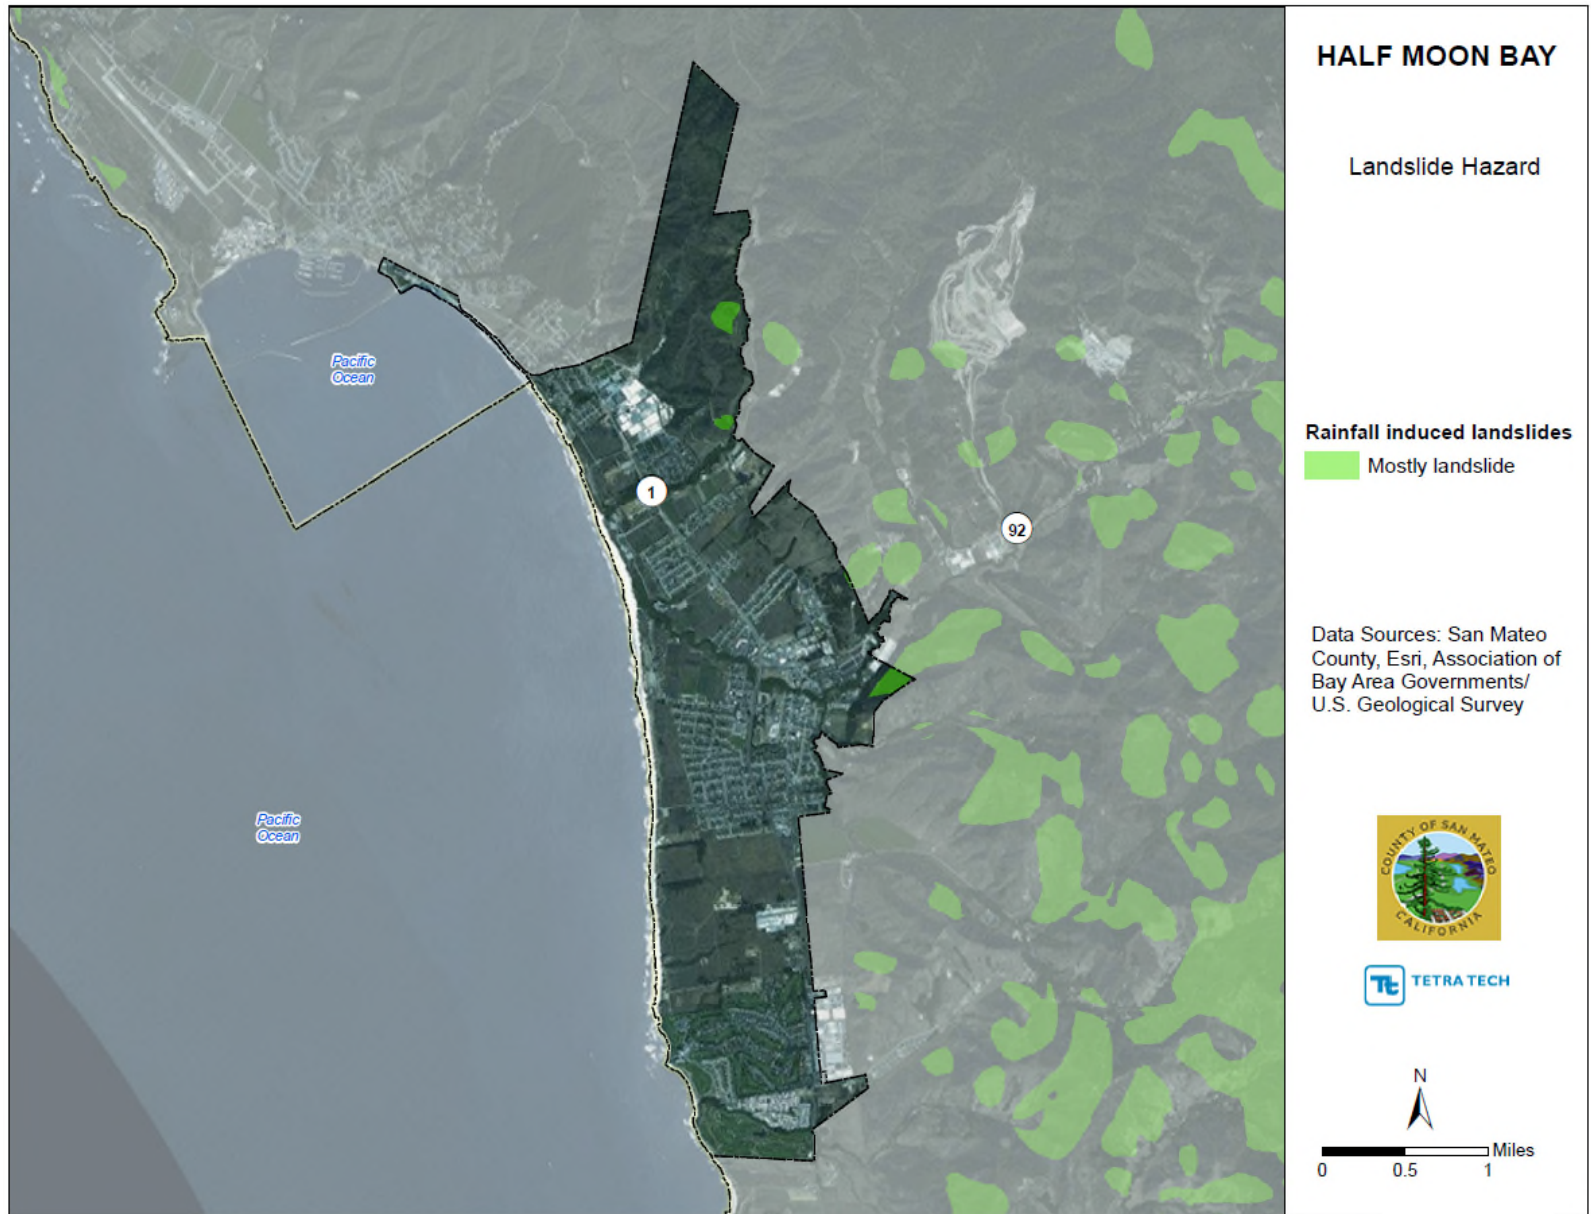 HALF MOON BAY
Landslide Hazard
Pacific
Ocean
1
92
Pacific
Ocean
Rainfall induced landslides
Mostly landslide
Data Sources: San Mateo
County, Esri, Association of
Bay Area Governments/
U.S. Geological Survey
COUNTY OF SAN MATEO
CALIFORNIA
Tt
TETRA TECH
N
Miles
0 0.5 1